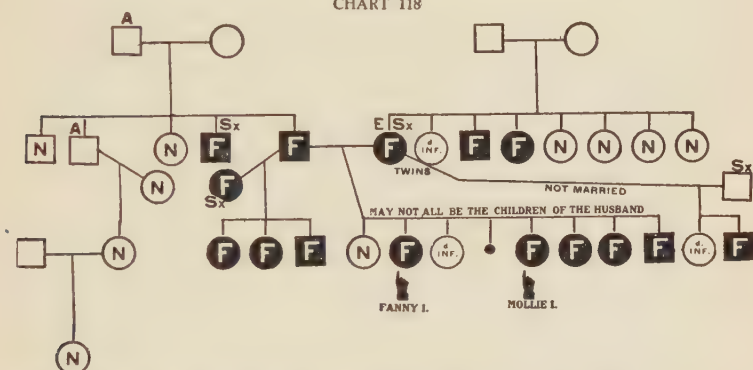 CHART 118
A
N A N Sx F F E Sx F d. INF. F F N N N N
TWINS
N Sx F NOT MARRIED Sx
MAY NOT ALL BE THE CHILDREN OF THE HUSBAND
N F F F N F d. INF. F F F F d. INF. F
FANNY I. MOLLIE I.
N